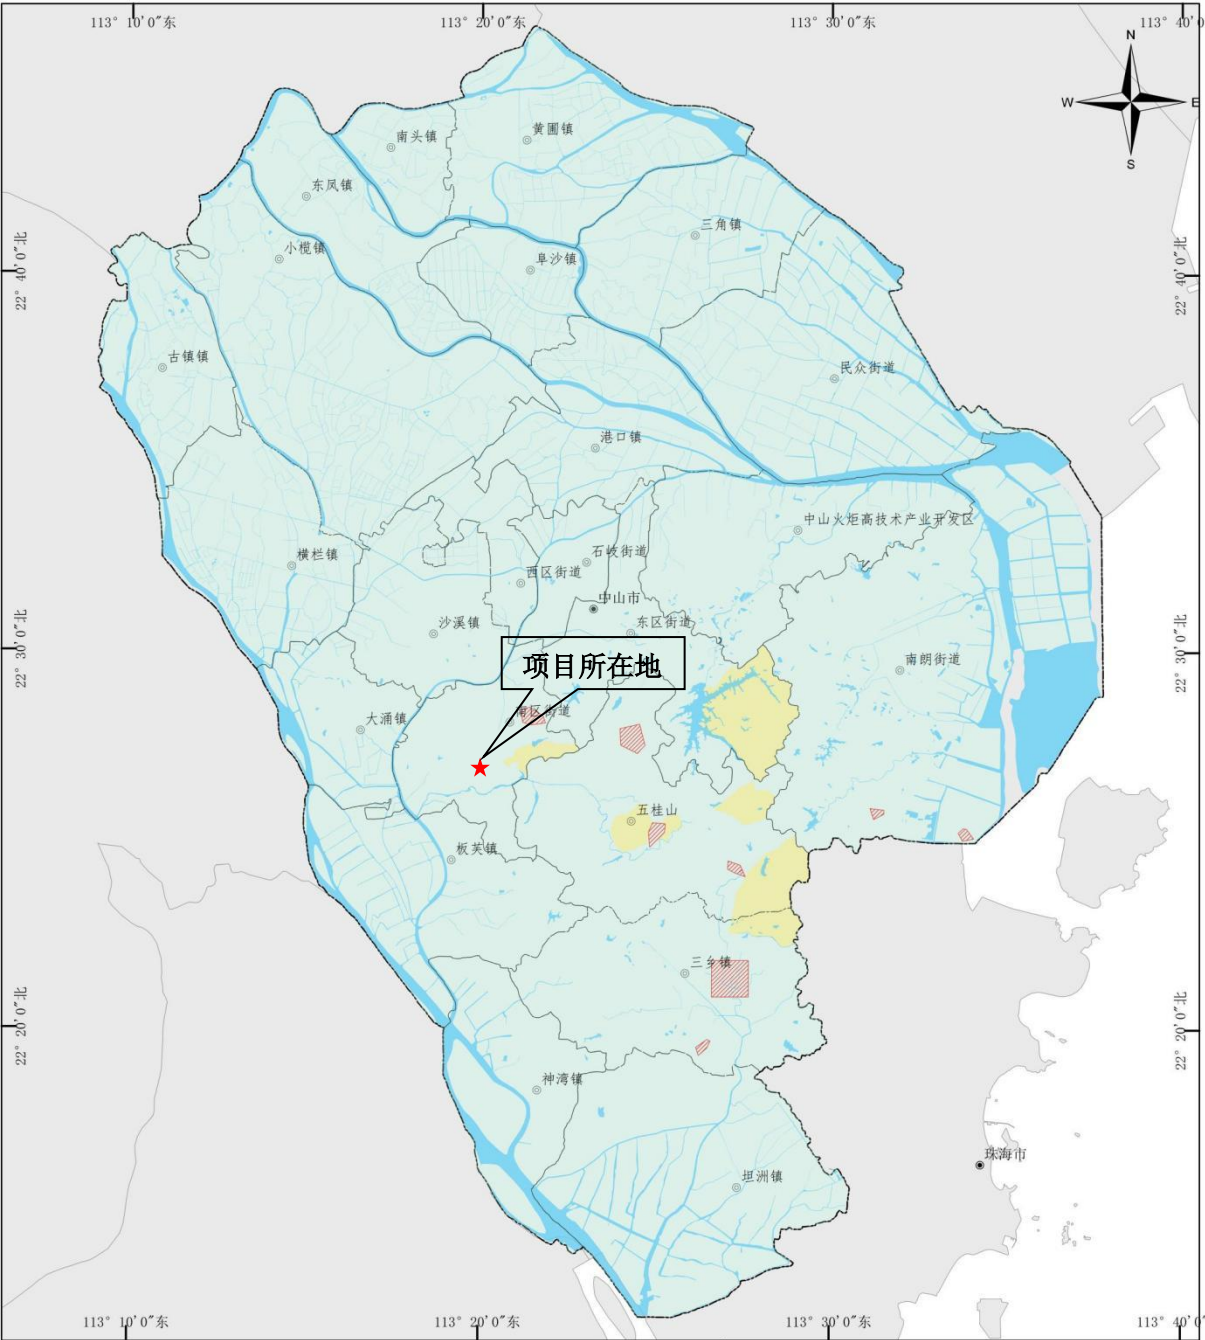 113° 10′0″东
113° 20′0″东
113° 30′0″东
113° 40′0
N
W
E
S
南头镇
黄圃镇
东凤镇
三角镇
小榄镇
阜沙镇
22° 40′0″北
22° 40′0″北
古镇镇
民众街道
港口镇
中山火炬高技术产业开发区
横栏镇
石岐街道
西区街道
中山市
沙溪镇
东区街道
22° 30′0″北
22° 30′0″北
项目所在地
南朗街道
大涌镇
南区街道
五桂山
板芙镇
三乡镇
22° 20′0″北
22° 20′0″北
神湾镇
珠海市
坦洲镇
113° 10′0″东
113° 20′0″东
113° 30′0″东
113° 40′0